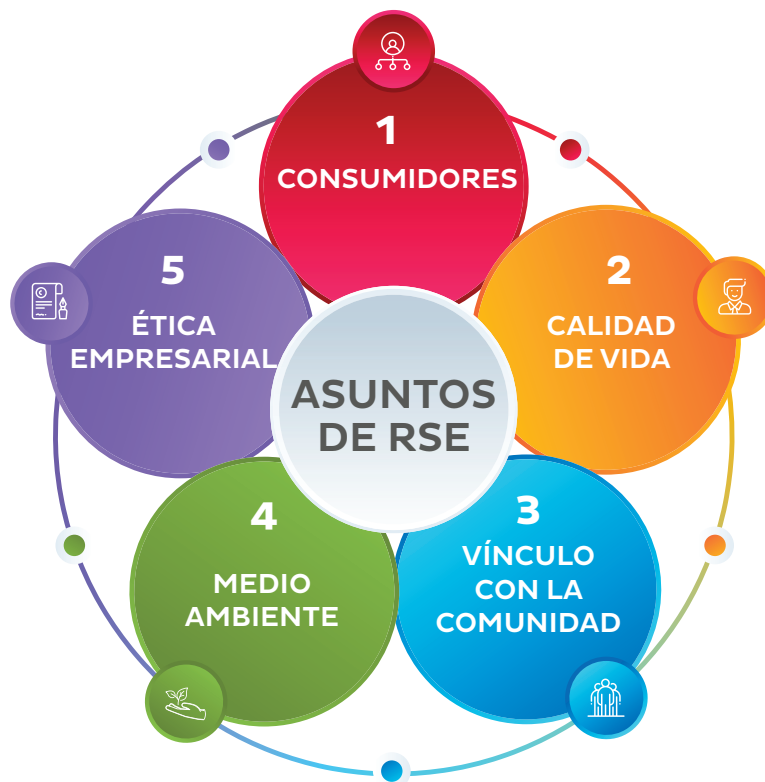 1
CONSUMIDORES
2
CALIDAD
DE VIDA
3
VÍNCULO
CON LA
COMUNIDAD
4
MEDIO
AMBIENTE
5
ÉTICA
EMPRESARIAL
ASUNTOS
DE RSE